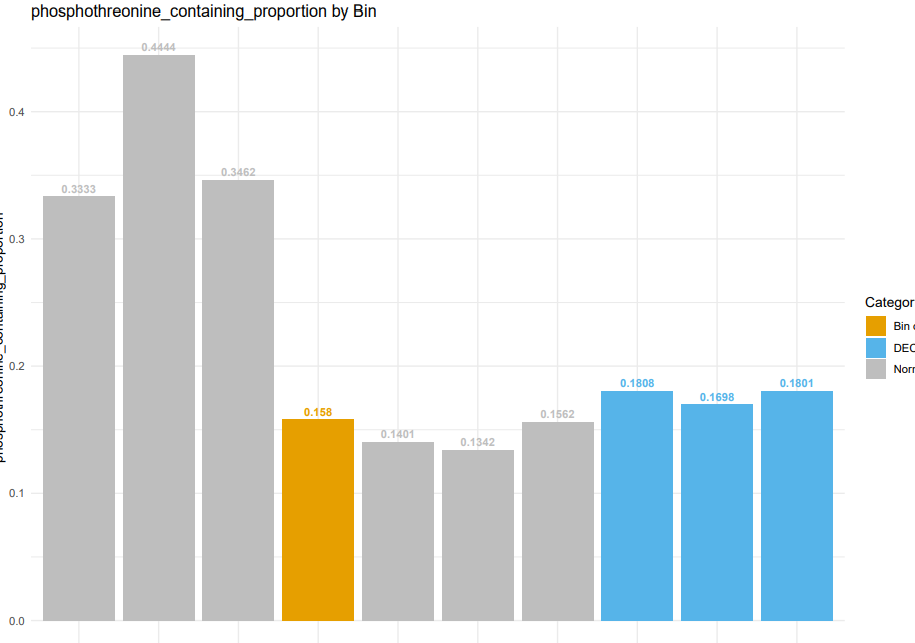 phosphothreonine_containing_proportion by Bin
0.4444
0.4
0.3462
0.3333
0.3
phosphothreonine_containing_proportion
Categor
Bin
DEC
Norr
0.2
0.1808
0.1698
0.1801
0.158
0.1562
0.1401
0.1342
0.1
0.0